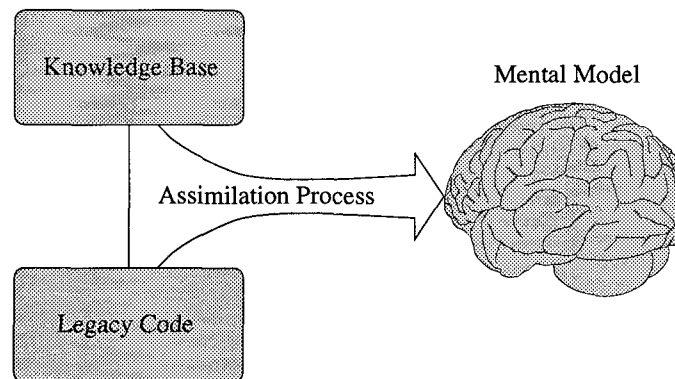 Knowledge Base
Mental Model
Assimilation Process
Legacy Code